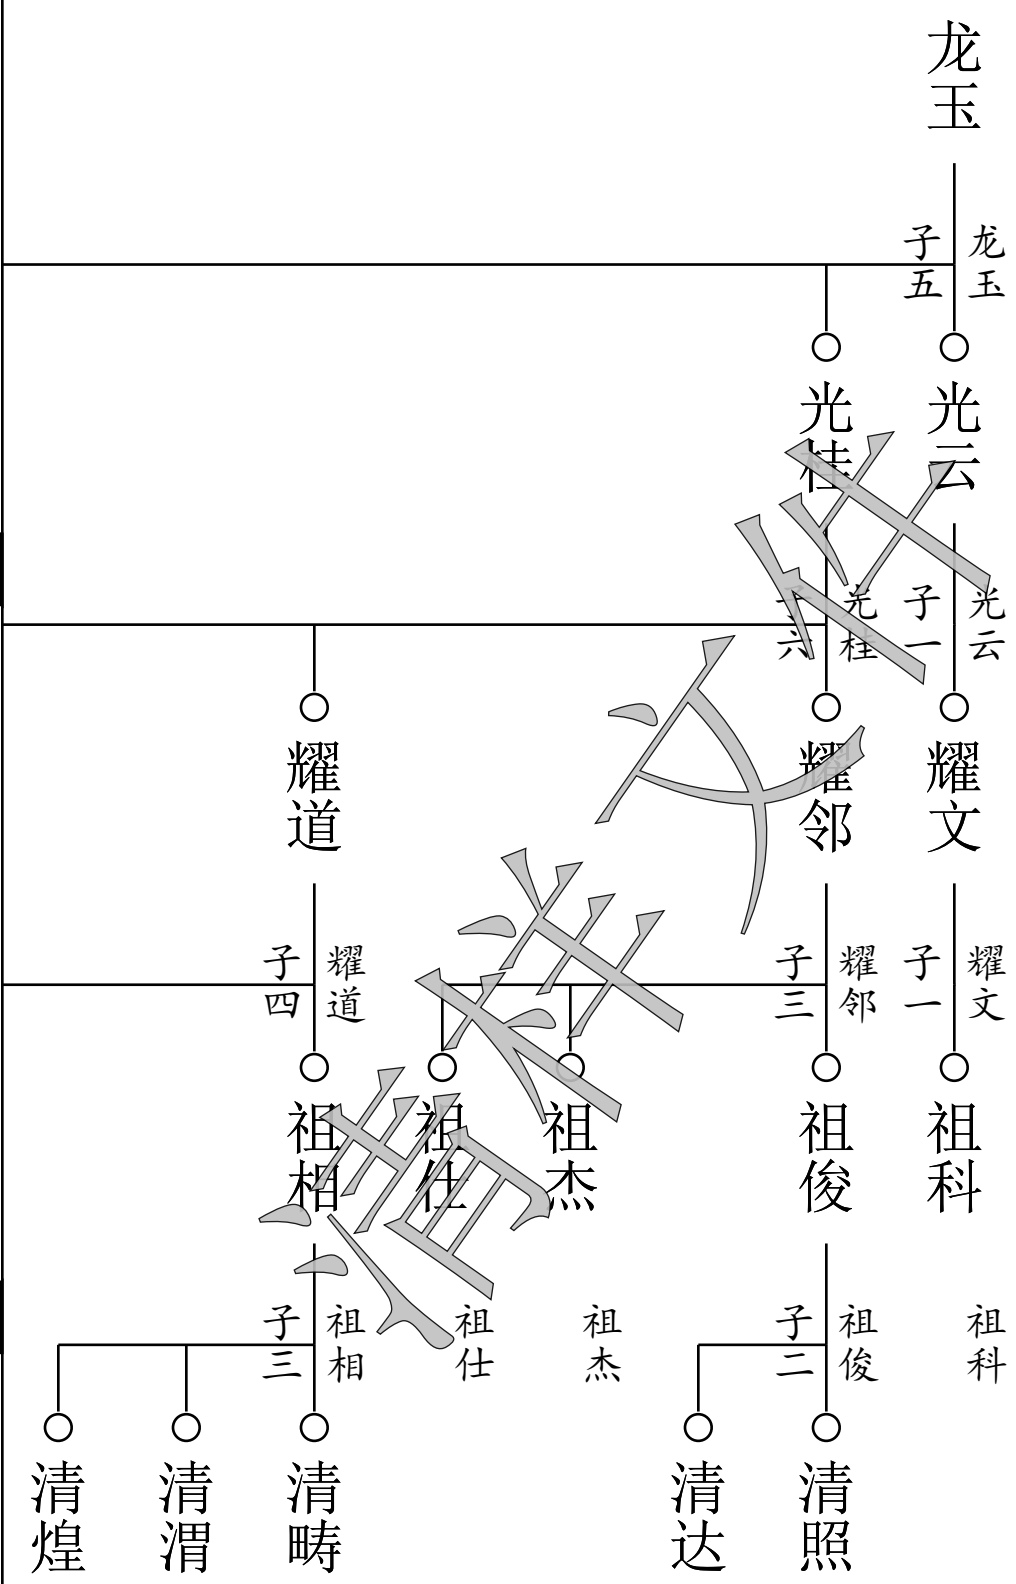 龙玉
龙玉
子五
光云
光桂
光云
子一
光桂
子六
耀文
耀邻
耀道
耀文
子一
耀邻
子三
耀道
子四
祖科
祖俊
祖杰
祖仕
祖相
祖科
祖俊
子二
祖杰
祖仕
祖相
子三
清照
清达
清畴
清渭
清煌